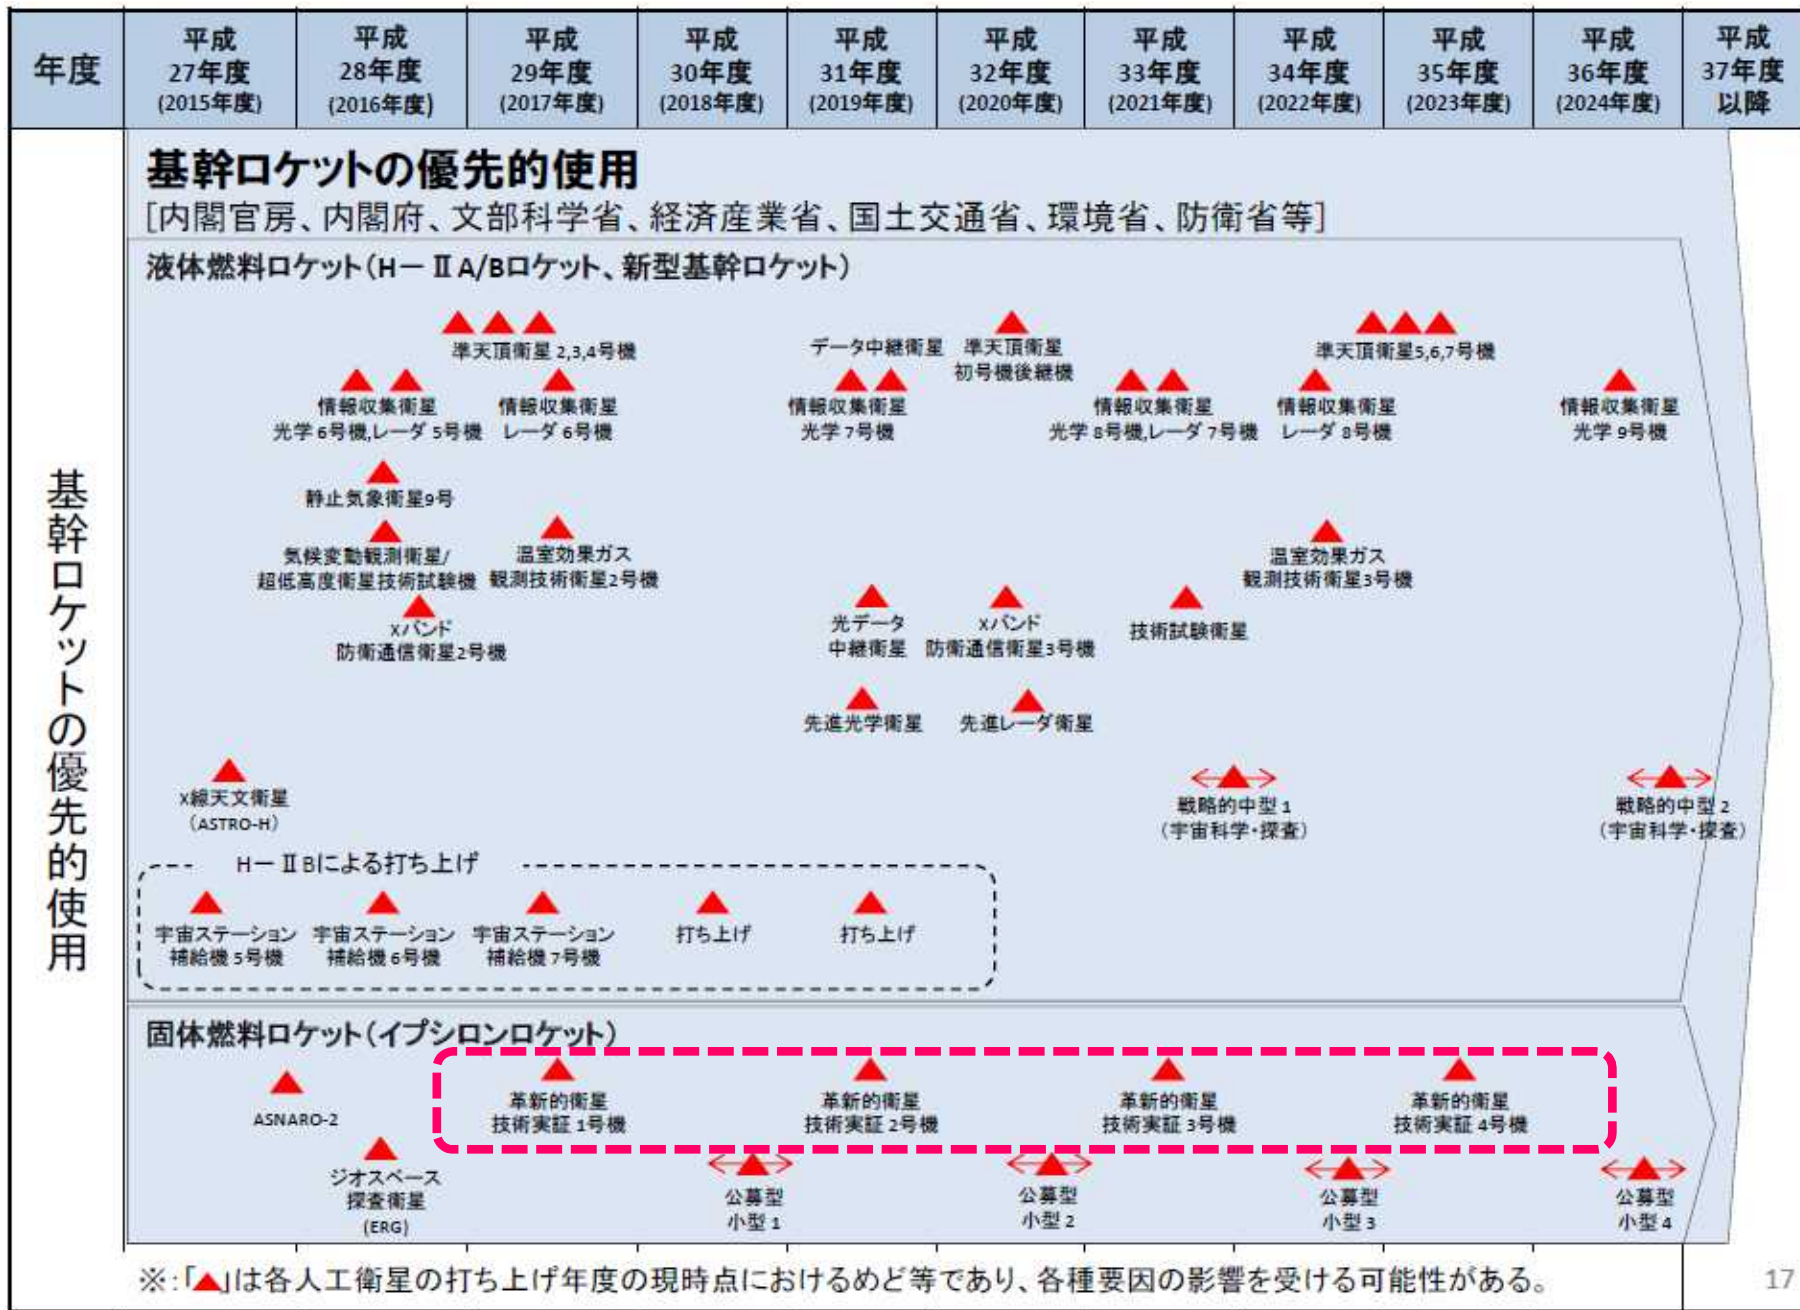 年度
平成
27年度
(2015年度)
平成
28年度
(2016年度)
平成
29年度
(2017年度)
平成
30年度
(2018年度)
平成
31年度
(2019年度)
平成
32年度
(2020年度)
平成
33年度
(2021年度)
平成
34年度
(2022年度)
平成
35年度
(2023年度)
平成
36年度
(2024年度)
平成
37年度
以降
基幹ロケットの優先的使用
基幹ロケットの優先的使用
[内閣官房、内閣府、文部科学省、経済産業省、国土交通省、環境省、防衛省等]
液体燃料ロケット(H-ⅡA/Bロケット、新型基幹ロケット)
準天頂衛星 2,3,4号機
データ中継衛星
準天頂衛星
初号機後継機
準天頂衛星5,6,7号機
情報収集衛星
光学 6号機,レーダ 5号機
情報収集衛星
レーダ 6号機
情報収集衛星
光学 7号機
情報収集衛星
光学 8号機,レーダ 7号機
情報収集衛星
レーダ 8号機
情報収集衛星
光学 9号機
静止気象衛星9号
気候変動観測衛星/
超低高度衛星技術試験機
温室効果ガス
観測技術衛星2号機
温室効果ガス
観測技術衛星3号機
Xバンド
防衛通信衛星2号機
光データ
中継衛星
Xバンド
防衛通信衛星3号機
技術試験衛星
先進光学衛星
先進レーダ衛星
X線天文衛星
(ASTRO-H)
戦略的中型 1
(宇宙科学・探査)
戦略的中型 2
(宇宙科学・探査)
H-ⅡBによる打ち上げ
宇宙ステーション
補給機 5号機
宇宙ステーション
補給機 6号機
宇宙ステーション
補給機 7号機
打ち上げ
打ち上げ
固体燃料ロケット(イプシロンロケット)
ASNARO-2
革新的衛星
技術実証 1号機
革新的衛星
技術実証 2号機
革新的衛星
技術実証 3号機
革新的衛星
技術実証 4号機
ジオスペース
探査衛星
(ERG)
公募型
小型 1
公募型
小型 2
公募型
小型 3
公募型
小型 4
※:「▲」は各人工衛星の打ち上げ年度の現時点におけるめど等であり、各種要因の影響を受ける可能性がある。
17